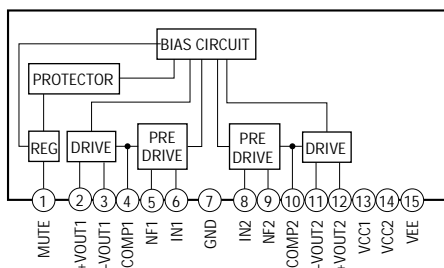 BIAS CIRCUIT
PROTECTOR
REG
DRIVE
PRE
DRIVE
PRE
DRIVE
DRIVE
1
2
3
4
5
6
7
8
9
10
11
12
13
14
15
MUTE
+VOUT1
-VOUT1
COMP1
NF1
IN1
GND
IN2
NF2
COMP2
-VOUT2
+VOUT2
VCC1
VCC2
VEE